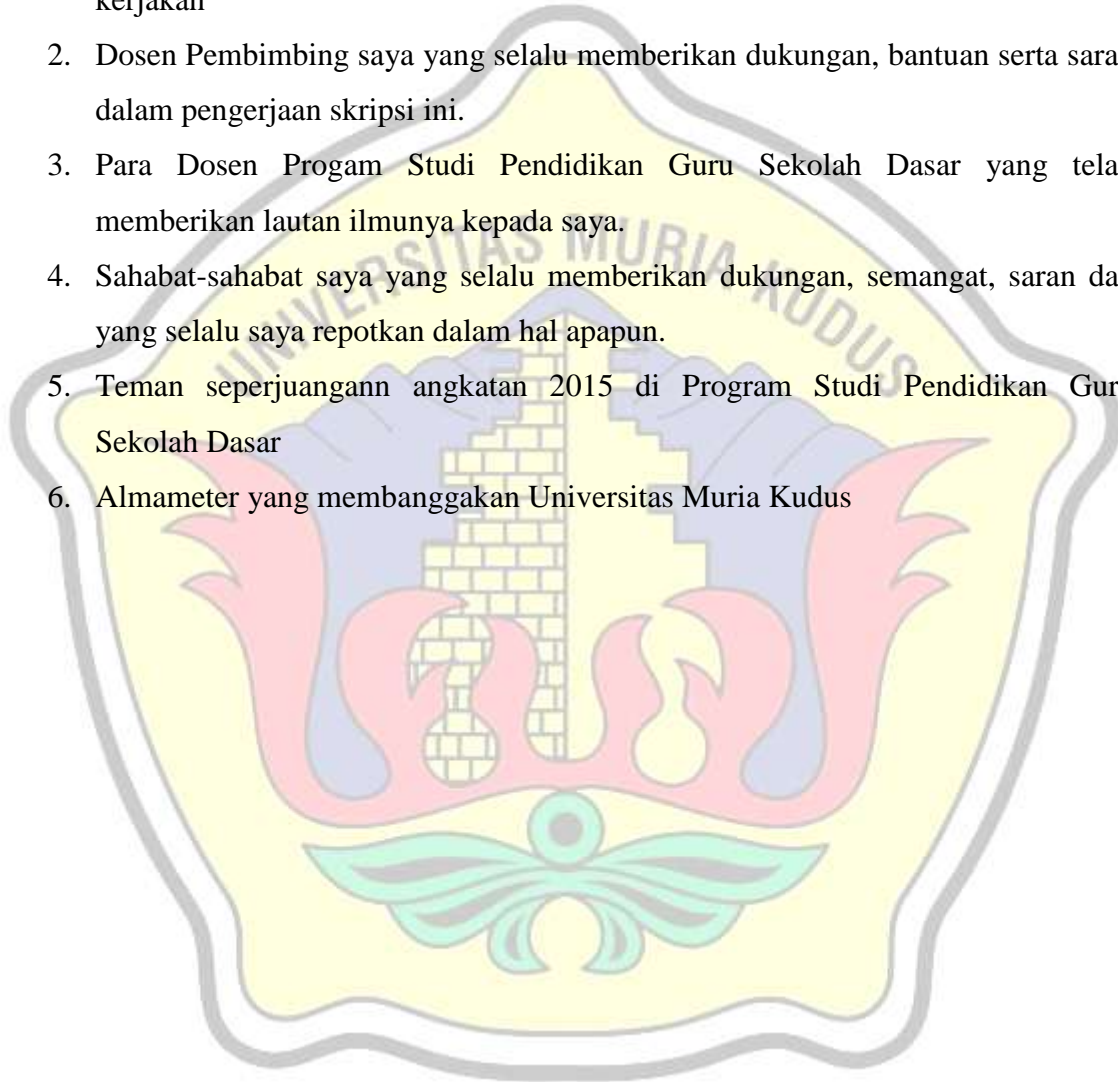 kerjakan
2. Dosen Pembimbing saya yang selalu memberikan dukungan, bantuan serta sara
dalam pengerjaan skripsi ini.
3. Para Dosen Progam Studi Pendidikan Guru Sekolah Dasar yang tela
memberikan lautan ilmunya kepada saya.
4. Sahabat-sahabat saya yang selalu memberikan dukungan, semangat, saran da
yang selalu saya repotkan dalam hal apapun.
5. Teman seperjuangann angkatan 2015 di Program Studi Pendidikan Gur
Sekolah Dasar
6. Almameter yang membanggakan Universitas Muria Kudus
UNIVERSITAS MURIA KUDUS